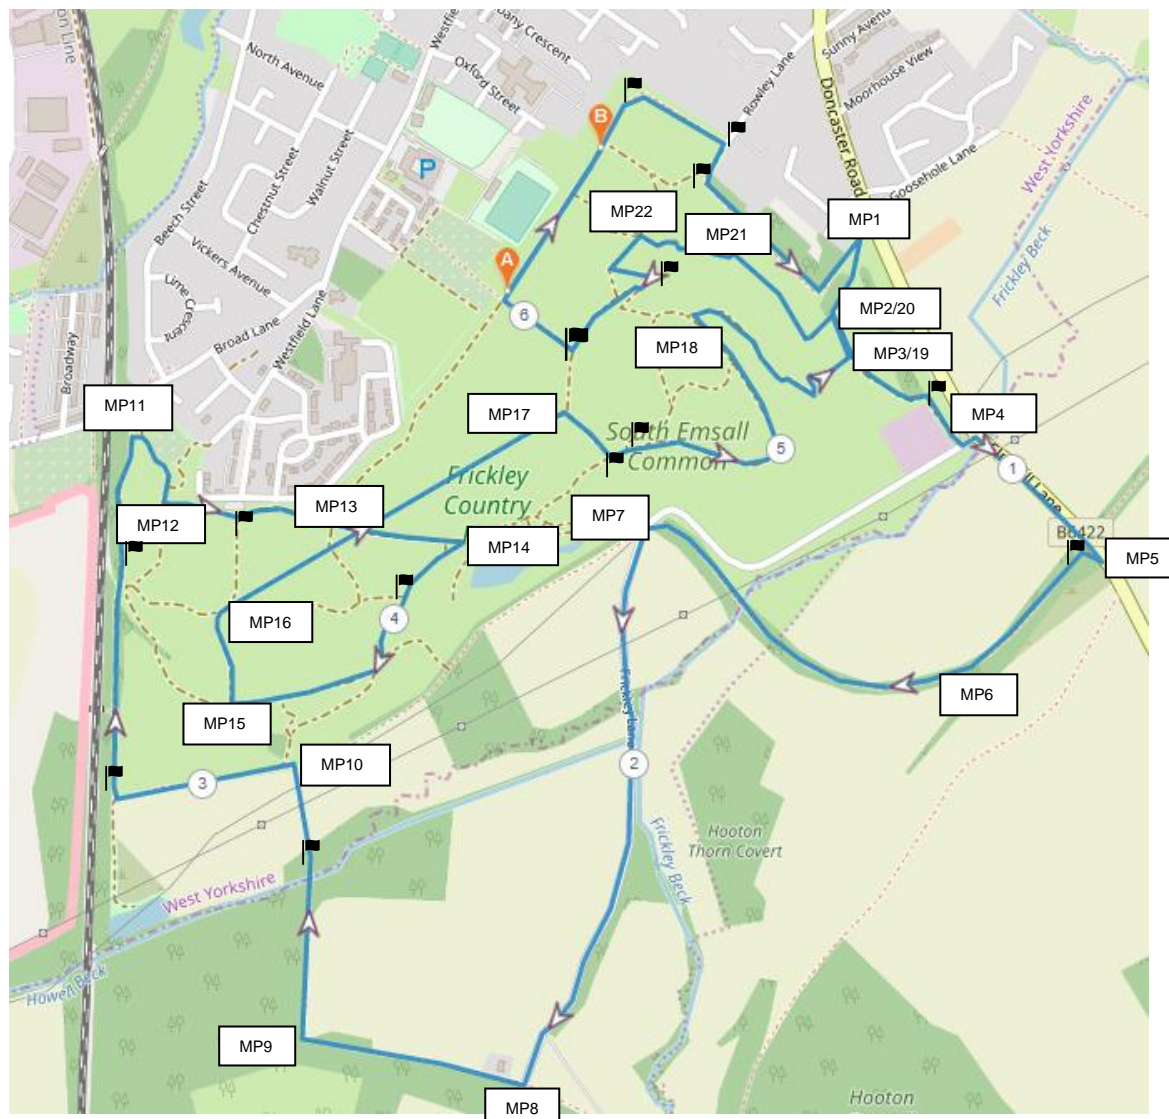 on Line
North Avenue
Westfie
bany Crescent
Oxford Street
Sunny Avenu
Moorhouse View
Rowley Lane
Doncaster Road
Goosehole Lane
West Yorkshire
Frickley Beck
Beech Street
Chestnut Street
Walnut Street
P
B
Vickers Avenue
Lime Crescent
Broad Lane
Westfield Lane
Broadway
A
6
MP22
MP21
MP1
MP2/20
MP3/19
MP18
MP11
MP17
MP4
South Emsall
Common
5
1
ll Lane
Frickley
Country
MP13
MP12
MP7
MP14
B6422
MP5
MP16
4
MP6
MP15
Frickley Lane
MP10
2
3
Hooton
Thorn Covert
Frickley Beck
West Yorkshire
Howell Beck
MP9
MP8
Hooton